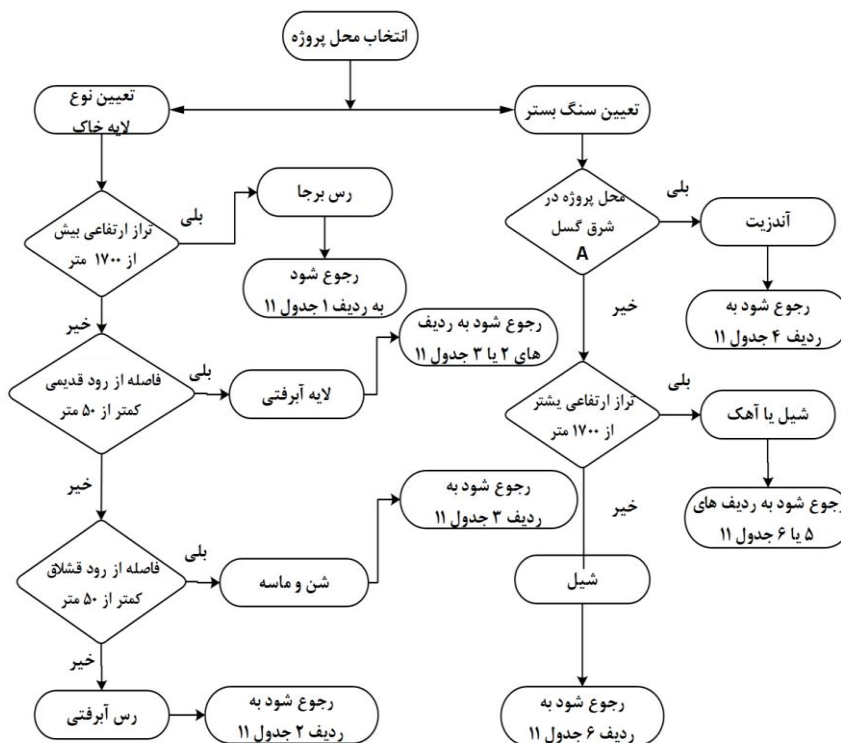 انتخاب محل پروژه
تعیین سنگ بستر
تعیین نوع
لایه خاک
محل پروژه در
شرق گسل
A
بلی
آندزیت
رجوع شود به
ردیف ۴ جدول ۱۱
خیر
تراز ارتفاعی یشتر
از ۱۷۰۰ متر
بلی
شیل یا آهک
رجوع شود به ردیف های
۵ یا ۶ جدول ۱۱
خیر
شیل
رجوع شود به
ردیف ۶ جدول ۱۱
تراز ارتفاعی بیش
از ۱۷۰۰ متر
بلی
رس برجا
رجوع شود
به ردیف ۱ جدول ۱۱
خیر
فاصله از رود قدیمی
کمتر از ۵۰ متر
بلی
لایه آبرفتی
رجوع شود به ردیف
های ۲ یا ۳ جدول ۱۱
خیر
فاصله از رود قشلاق
کمتر از ۵۰ متر
بلی
شن و ماسه
رجوع شود به
ردیف ۳ جدول ۱۱
خیر
رس آبرفتی
رجوع شود به
ردیف ۲ جدول ۱۱